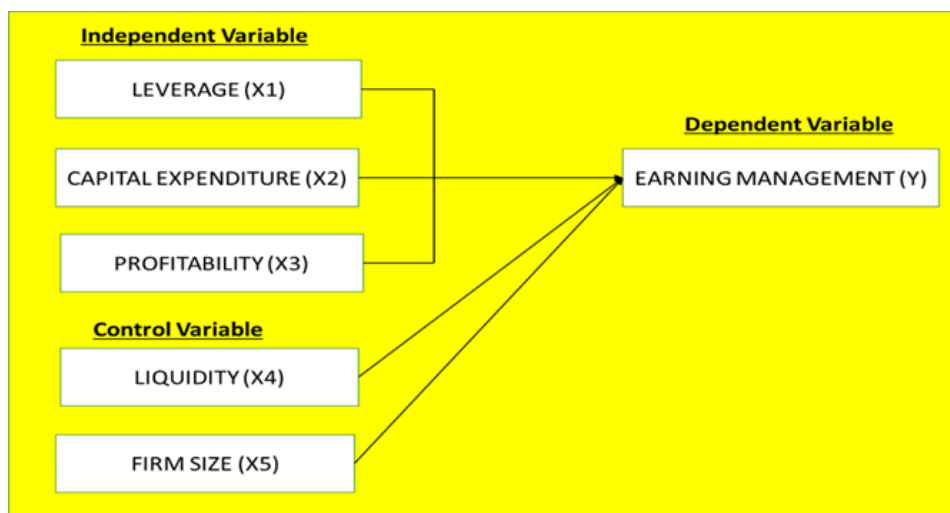 Independent Variable
LEVERAGE (X1)
CAPITAL EXPENDITURE (X2)
PROFITABILITY (X3)
Control Variable
LIQUIDITY (X4)
FIRM SIZE (X5)
Dependent Variable
EARNING MANAGEMENT (Y)